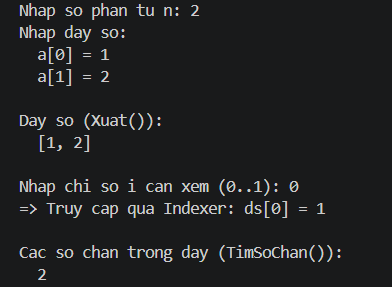 Nhap so phan tu n: 2
Nhap day so:
  a[0] = 1
  a[1] = 2

Day so (Xuat()):
  [1, 2]

Nhap chi so i can xem (0..1): 0
=> Truy cap qua Indexer: ds[0] = 1

Cac so chan trong day (TimSoChan()):
  2